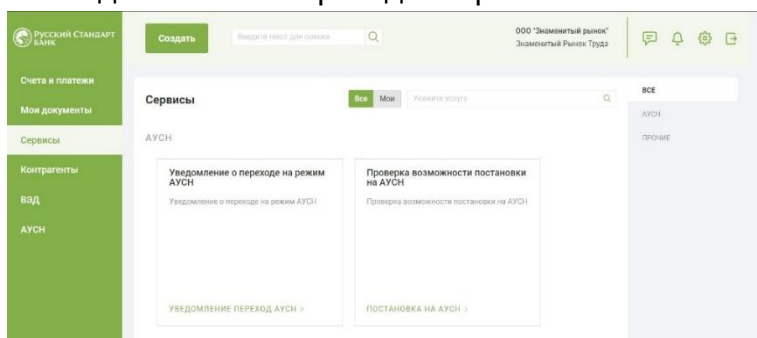 РУССКИЙ СТАНДАРТ
БАНК
Создать
Введите текст для поиска
ООО "Знаменитый рынок"
Знаменитый Рынок Труда
Счета и платежи
Мои документы
Сервисы
Контрагенты
ВЭД
АУСН
Сервисы
Все Мои
Укажите услугу
АУСН
Уведомление о переходе на режим
АУСН
Уведомление о переходе на режим АУСН
УВЕДОМЛЕНИЕ ПЕРЕХОД АУСН >
Проверка возможности постановки
на АУСН
Проверка возможности постановки на АУСН
ПОСТАНОВКА НА АУСН >
ВСЕ
АУСН
ПРОЧИЕ